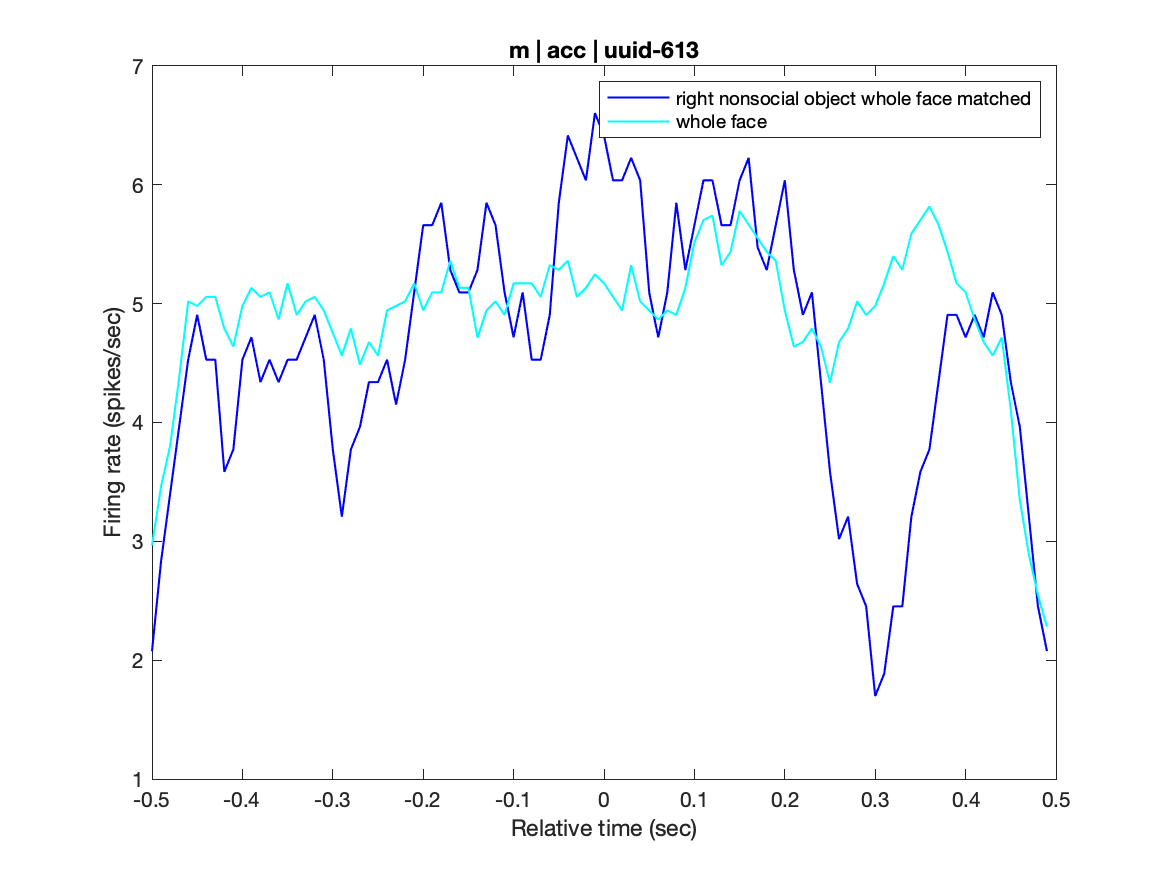 m | acc | uuid-613
right nonsocial object whole face matched
whole face
7
6
5
4
3
2
1
Firing rate (spikes/sec)
-0.5 -0.4 -0.3 -0.2 -0.1 0 0.1 0.2 0.3 0.4 0.5
Relative time (sec)